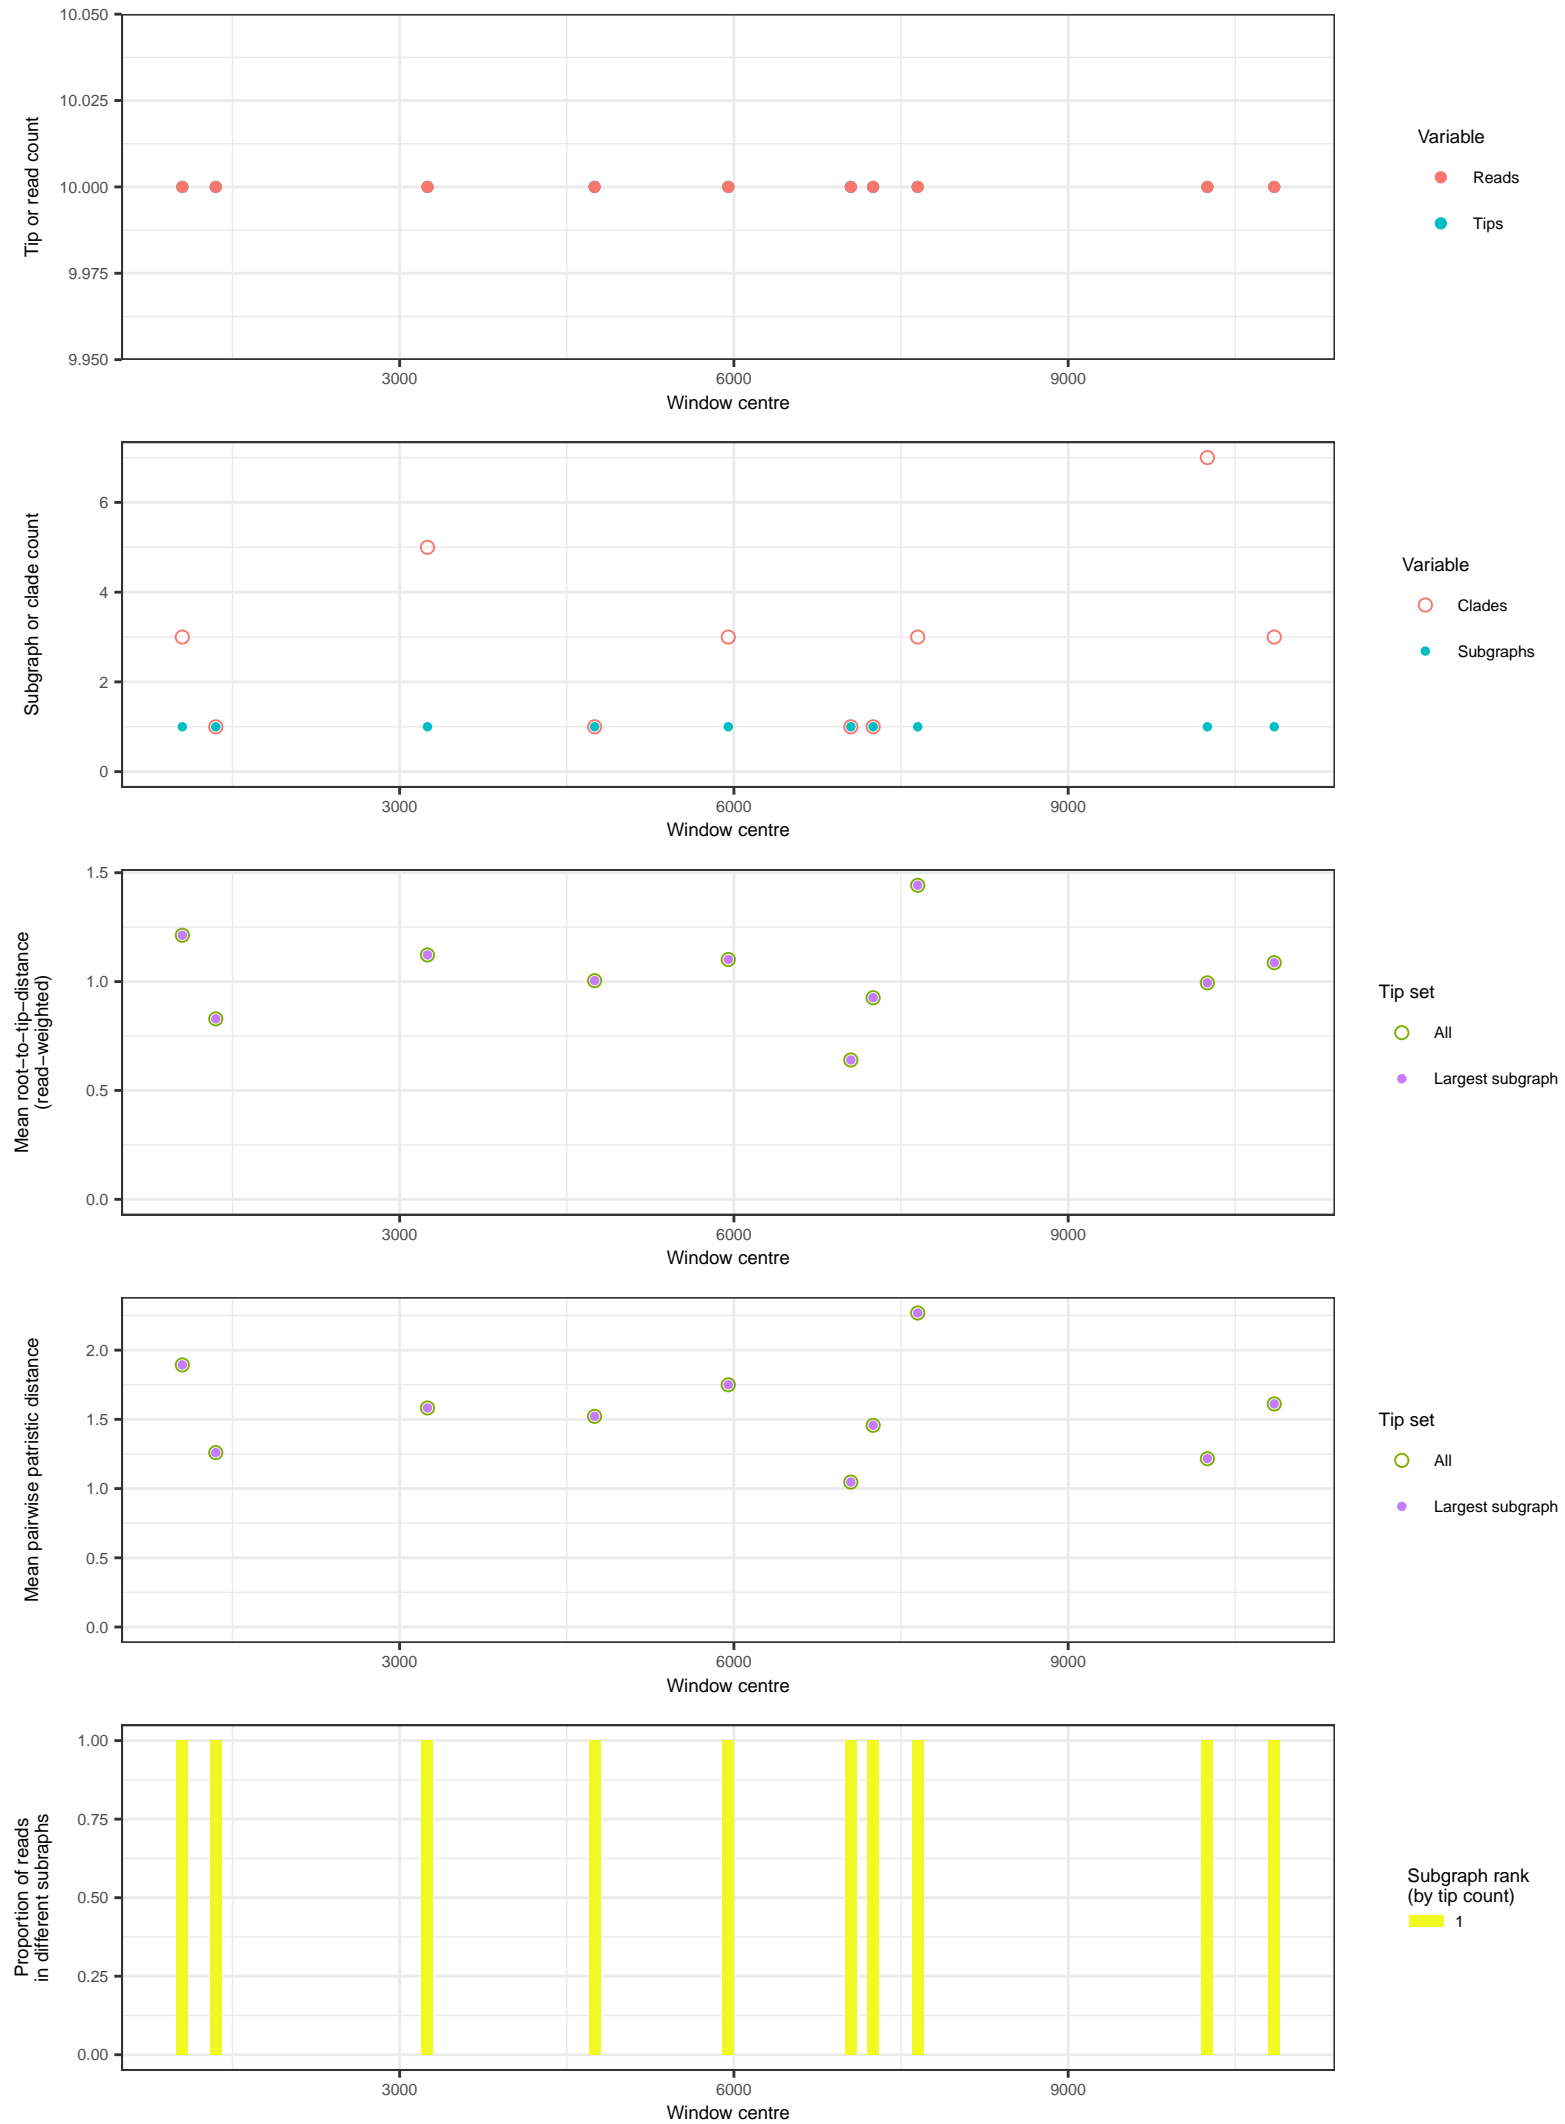 10.050
10.025
10.000
9.975
9.950
Tip or read count
3000 6000 9000
Window centre
Variable
Reads
Tips
6
4
2
0
Subgraph or clade count
3000 6000 9000
Window centre
Variable
Clades
Subgraphs
1.5
1.0
0.5
0.0
Mean root−to−tip−distance
(read−weighted)
3000 6000 9000
Window centre
Tip set
All
Largest subgraph
2.0
1.5
1.0
0.5
0.0
Mean pairwise patristic distance
3000 6000 9000
Window centre
Tip set
All
Largest subgraph
1.00
0.75
0.50
0.25
0.00
Proportion of reads
in different subraphs
3000 6000 9000
Window centre
Subgraph rank
(by tip count)
1